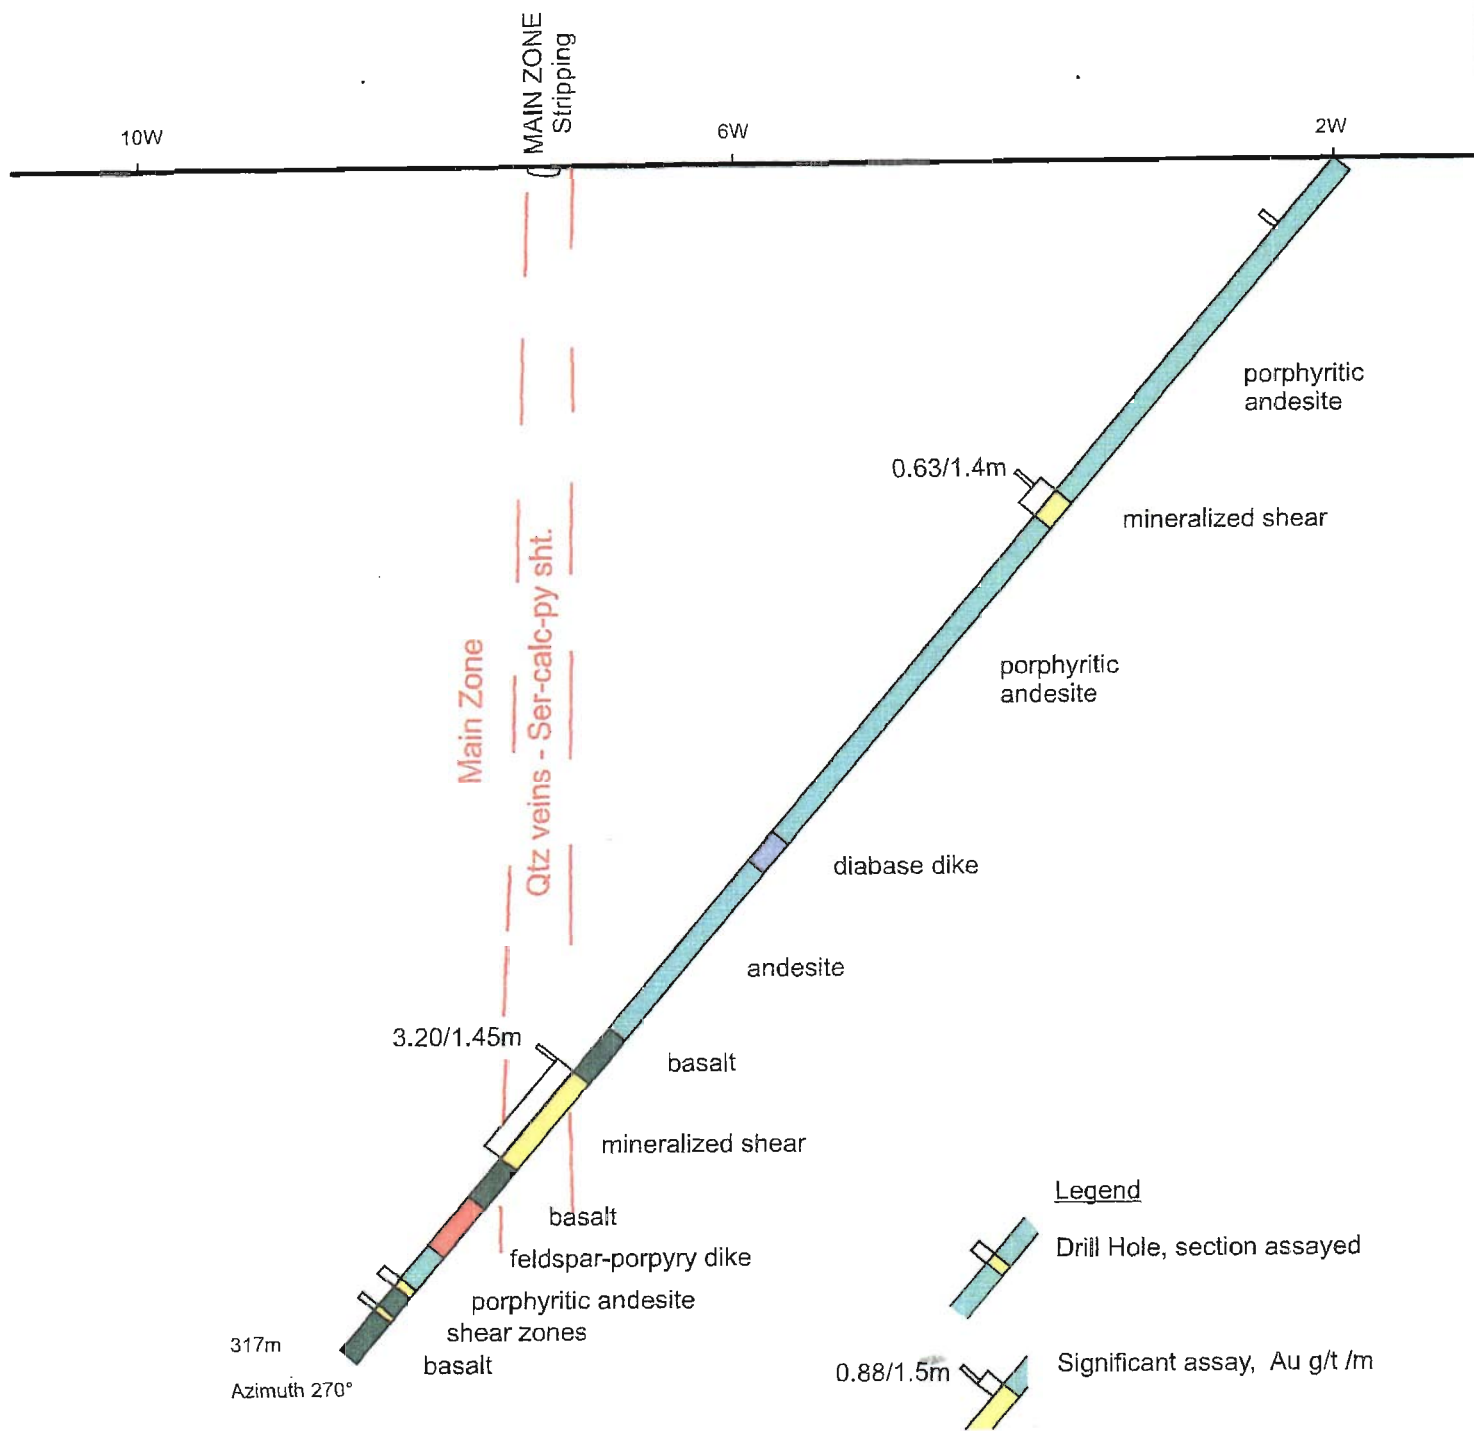 MAIN ZONE
Stripping
10W
6W
2W
porphyritic
andesite
0.63/1.4m
mineralized shear
Qtz veins - Ser-calc-py sht.
Main Zone
porphyritic
andesite
diabase dike
andesite
3.20/1.45m
basalt
mineralized shear
Legend
basalt
Drill Hole, section assayed
feldspar-porpyry dike
porphyritic andesite
shear zones
317m
basalt
Azimuth 270°
0.88/1.5m
Significant assay, Au g/t /m